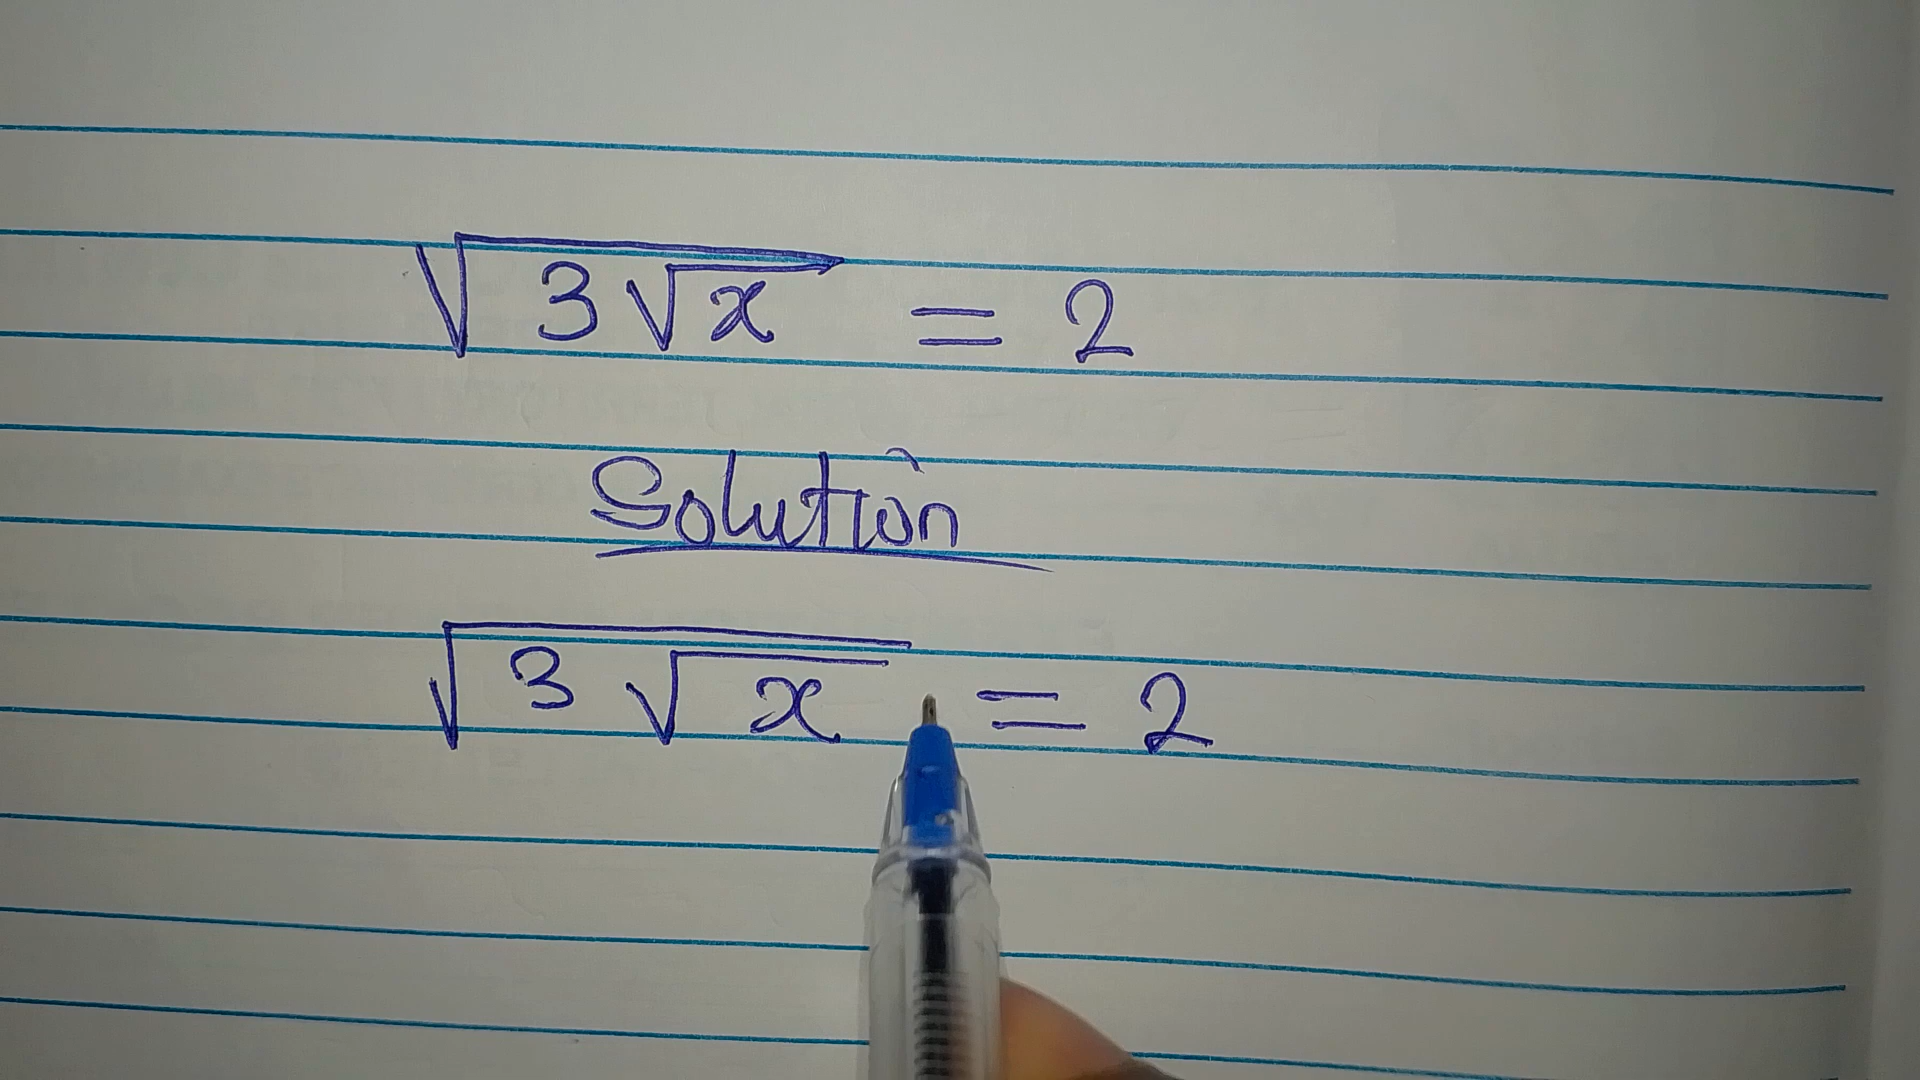 √(3√x) = 2
Solution
√(3√x) = 2